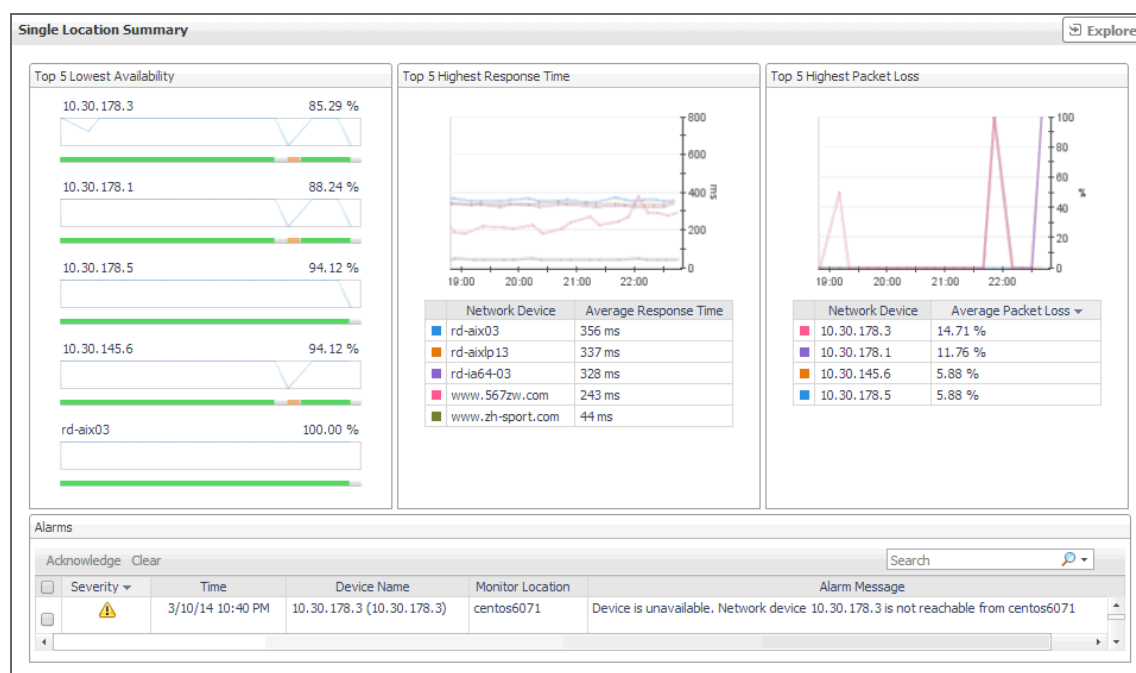 Single Location Summary
Explore
Top 5 Lowest Availability
10.30.178.3 85.29 %
10.30.178.1 88.24 %
10.30.178.5 94.12 %
10.30.145.6 94.12 %
rd-aix03 100.00 %
Top 5 Highest Response Time
800
600
400
200
0
ms
19:00 20:00 21:00 22:00
Network Device Average Response Time
rd-aix03 356 ms
rd-aixlp13 337 ms
rd-ia64-03 328 ms
www.567zw.com 243 ms
www.zh-sport.com 44 ms
Top 5 Highest Packet Loss
100
80
60
40
20
0
%
19:00 20:00 21:00 22:00
Network Device Average Packet Loss
10.30.178.3 14.71 %
10.30.178.1 11.76 %
10.30.145.6 5.88 %
10.30.178.5 5.88 %
Alarms
Acknowledge Clear
Search
Severity Time Device Name Monitor Location Alarm Message
3/10/14 10:40 PM 10.30.178.3 (10.30.178.3) centos6071 Device is unavailable. Network device 10.30.178.3 is not reachable from centos6071